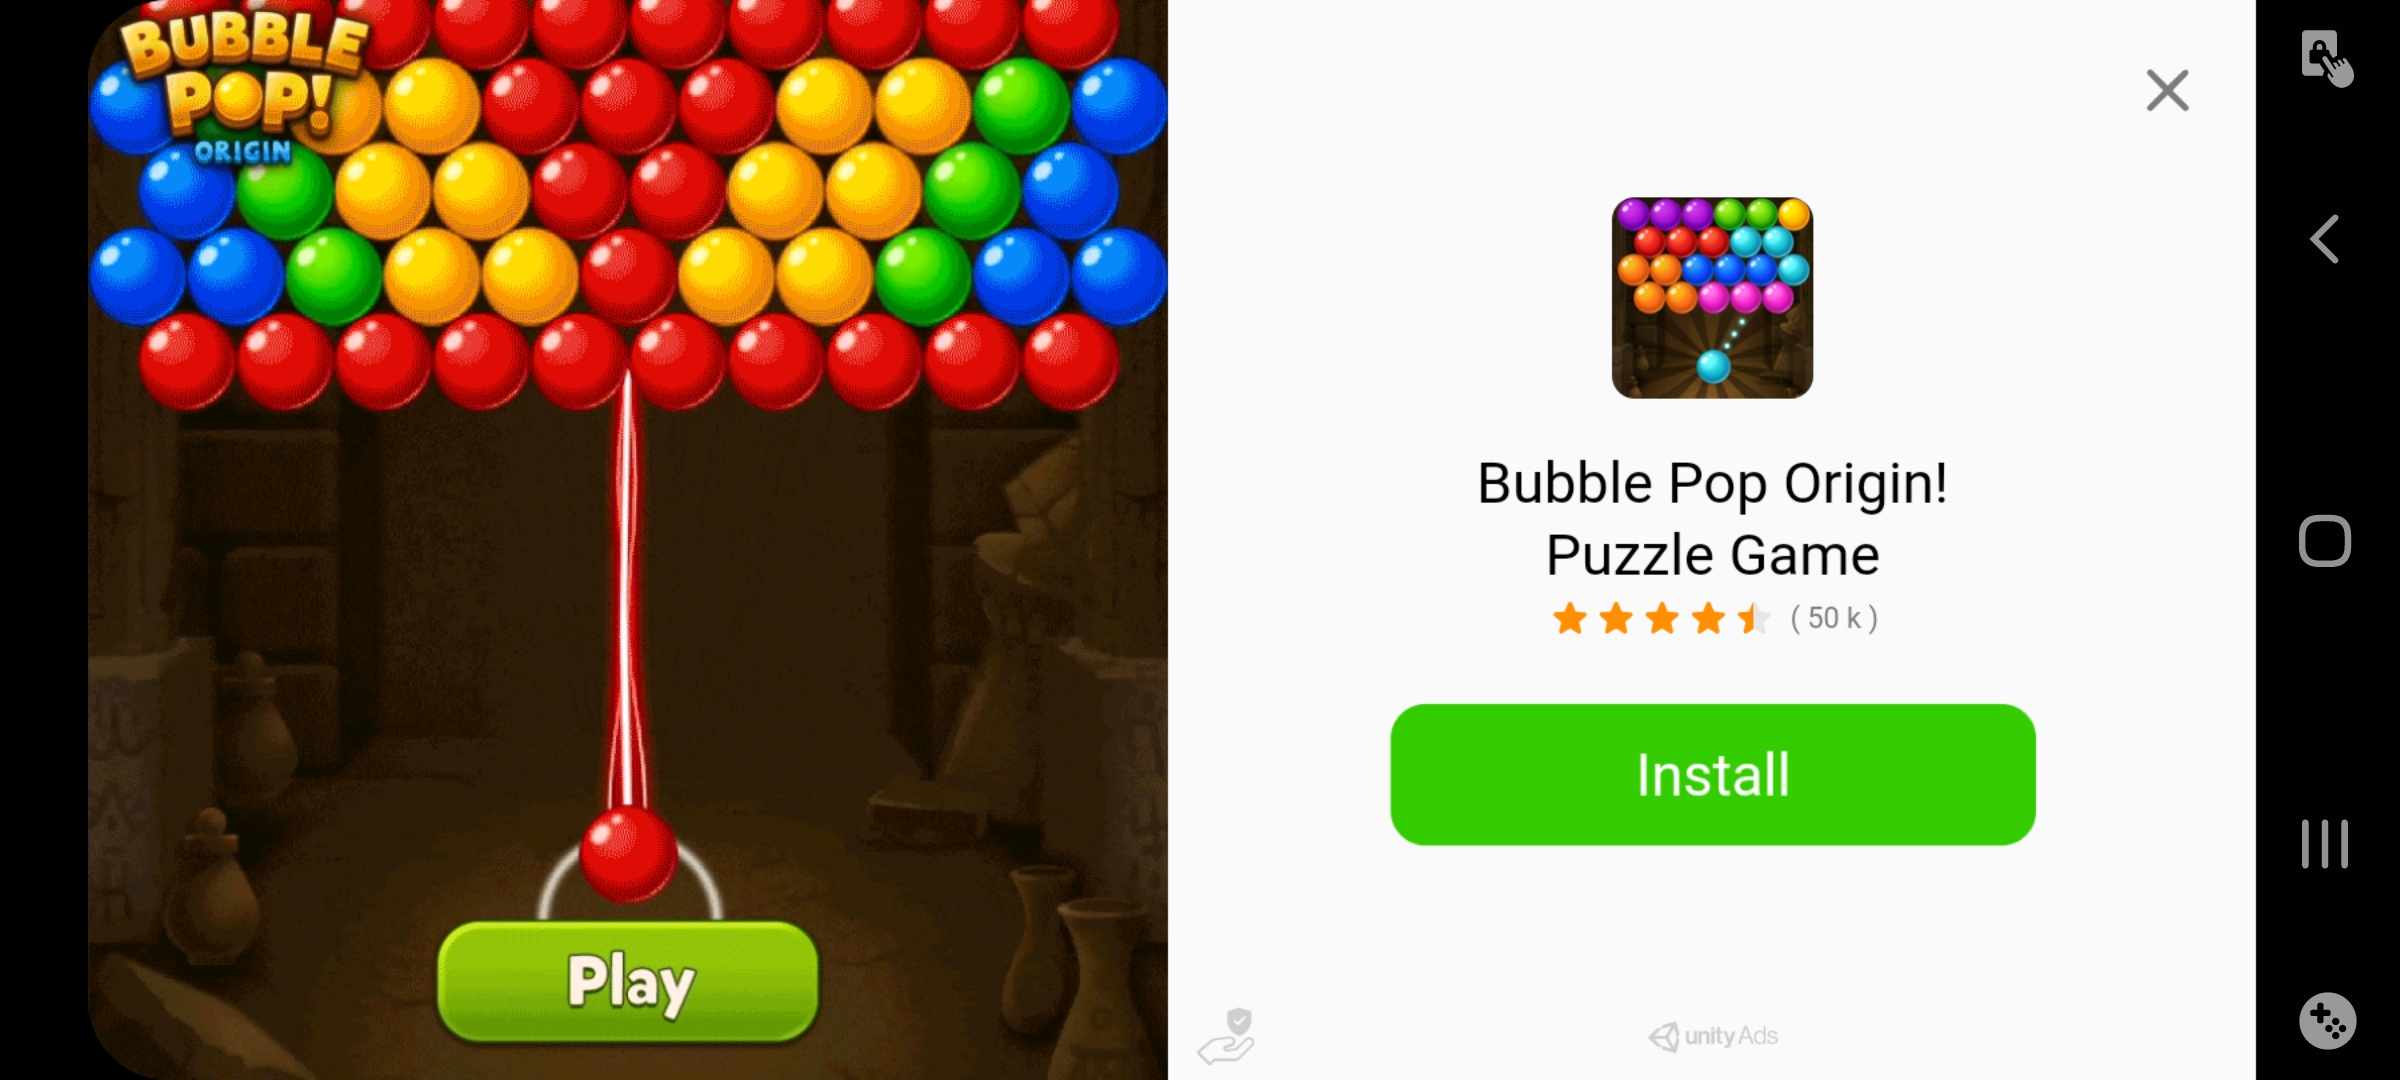 BUBBLE
POP!
ORIGIN
Play
Bubble Pop Origin!
Puzzle Game
( 50 k )
Install
unity Ads